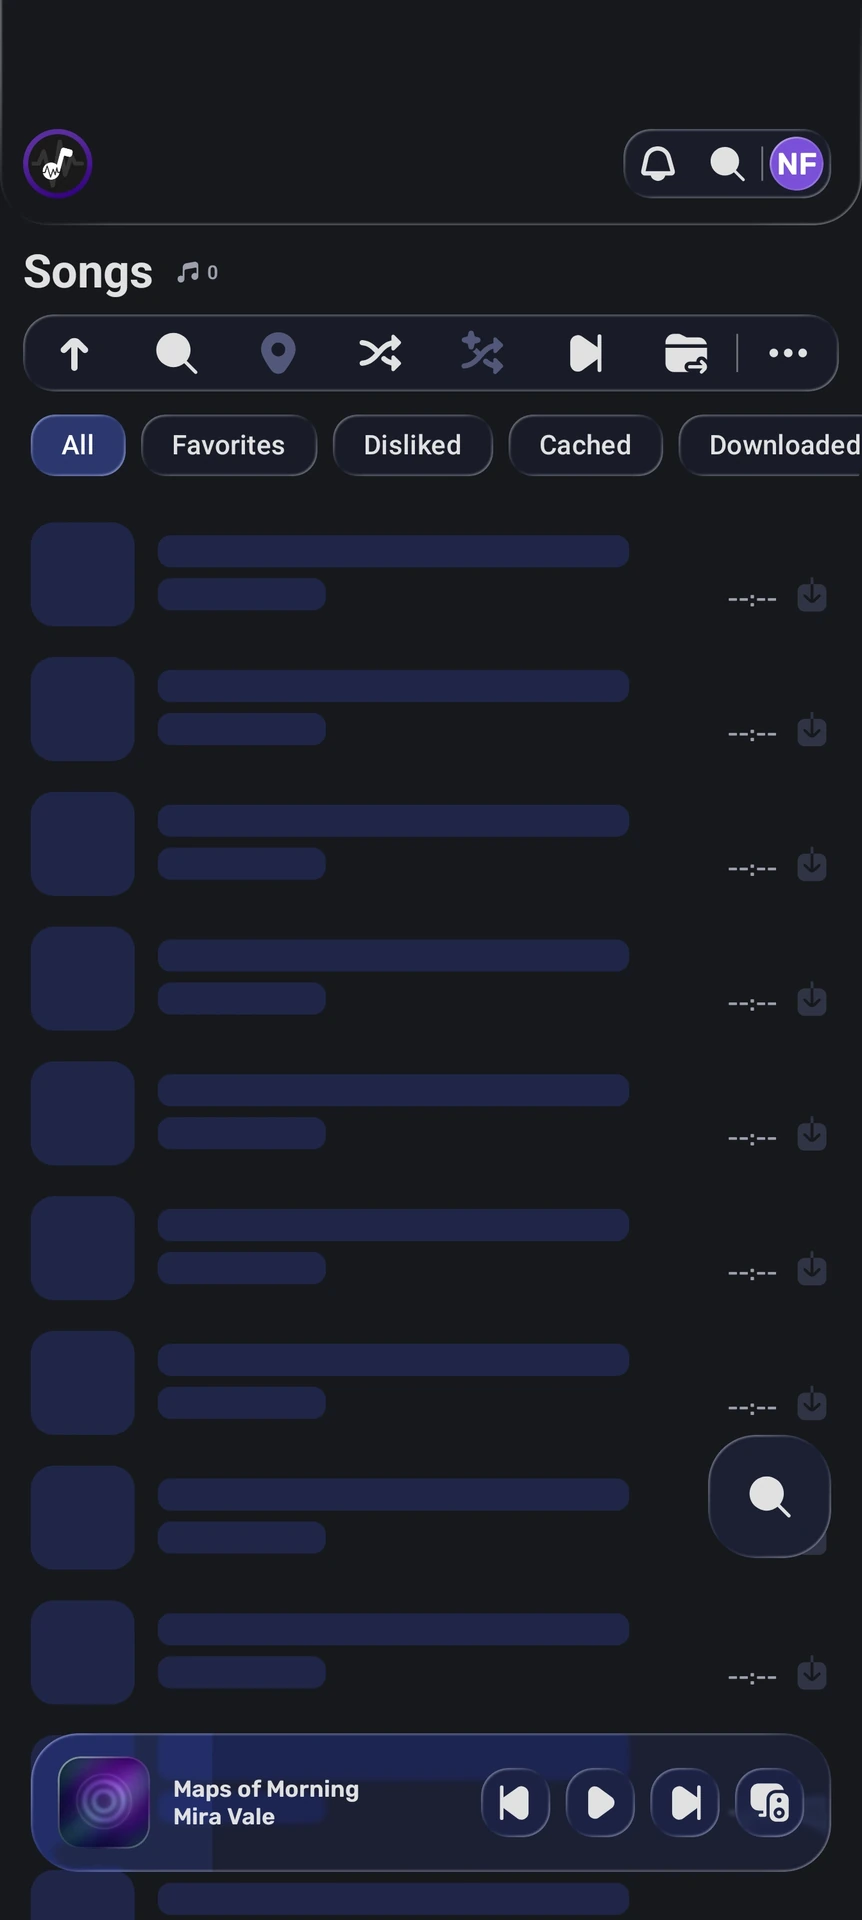 NF
Songs 0
All Favorites Disliked Cached Downloaded
--:--
--:--
--:--
--:--
--:--
--:--
--:--
--:--
Maps of Morning
Mira Vale